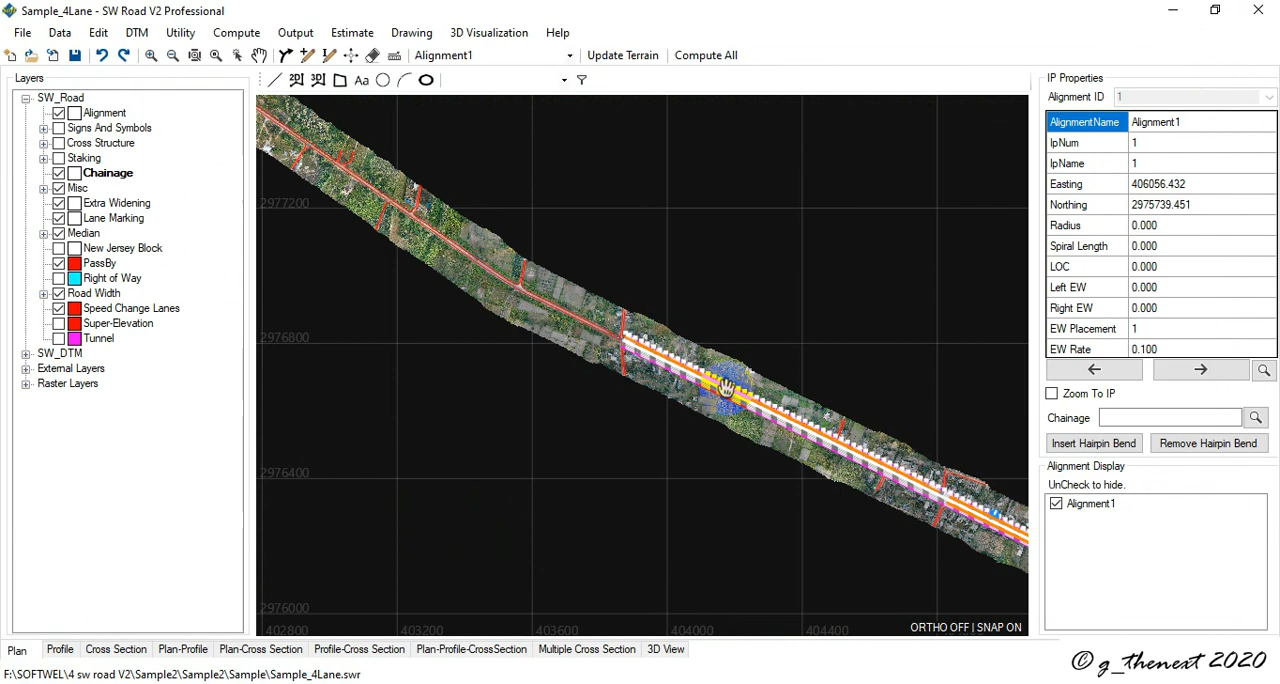 Sample_4Lane - SW Road V2 Professional
File Data Edit DTM Utility Compute Output Estimate Drawing 3D Visualization Help
Alignment1 Update Terrain Compute All
Layers
Aa
SW_Road
Alignment
Signs And Symbols
Cross Structure
Staking
Chainage
Misc
Extra Widening
Lane Marking
Median
New Jersey Block
PassBy
Right of Way
Road Width
Speed Change Lanes
Super-Elevation
Tunnel
SW_DTM
External Layers
Raster Layers
2977200
2976800
2976400
2976000
402800 403200 403600 404000 404400
ORTHO OFF | SNAP ON
IP Properties
Alignment ID 1
AlignmentName Alignment1
IpNum 1
IpName 1
Easting 406056.432
Northing 2975739.451
Radius 0.000
Spiral Length 0.000
LOC 0.000
Left EW 0.000
Right EW 0.000
EW Placement 1
EW Rate 0.100
Zoom To IP
Chainage
Insert Hairpin Bend Remove Hairpin Bend
Alignment Display
UnCheck to hide.
Alignment1
Plan Profile Cross Section Plan-Profile Plan-Cross Section Profile-Cross Section Plan-Profile-CrossSection Multiple Cross Section 3D View
F:\SOFTWEL\4 sw road V2\Sample2\Sample2\Sample\Sample_4Lane.swr
© g_thenext 2020